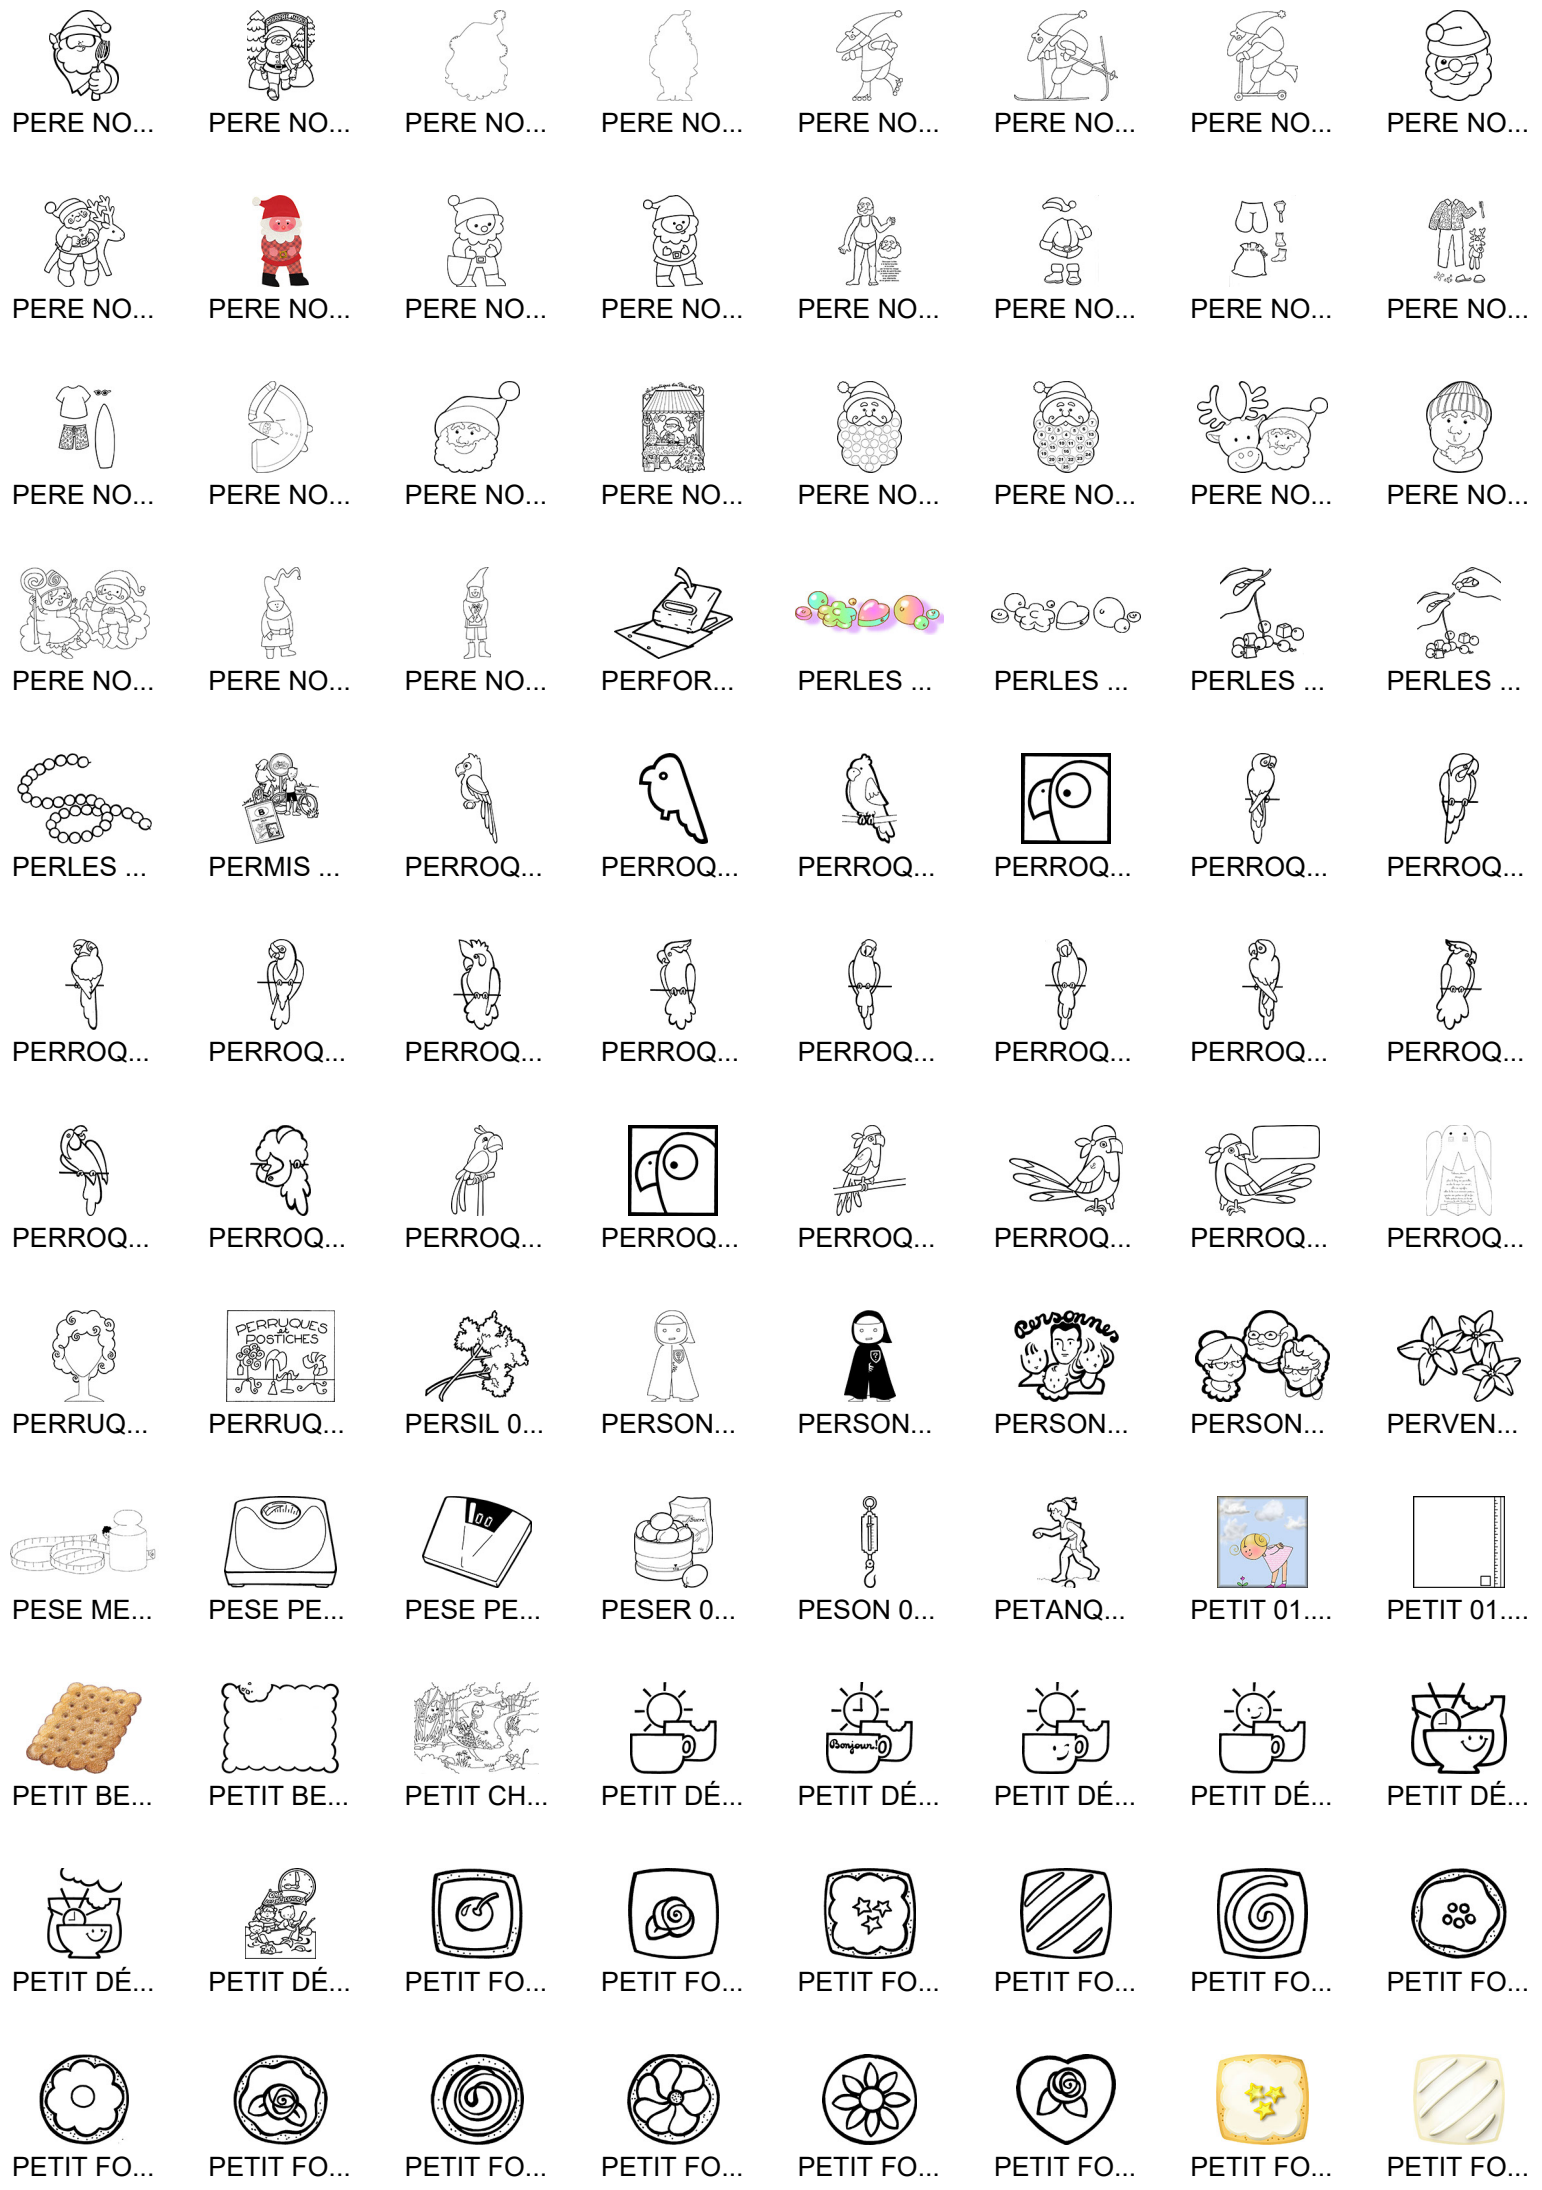 PERE NO... PERE NO... PERE NO... PERE NO... PERE NO... PERE NO... PERE NO... PERE NO...
PERE NO... PERE NO... PERE NO... PERE NO... PERE NO... PERE NO... PERE NO... PERE NO...
PERE NO... PERE NO... PERE NO... PERE NO... PERE NO... PERE NO... PERE NO... PERE NO...
PERE NO... PERE NO... PERE NO... PERFOR... PERLES ... PERLES ... PERLES ... PERLES ...
PERLES ... PERMIS ... PERROQ... PERROQ... PERROQ... PERROQ... PERROQ... PERROQ...
PERROQ... PERROQ... PERROQ... PERROQ... PERROQ... PERROQ... PERROQ... PERROQ...
PERROQ... PERROQ... PERROQ... PERROQ... PERROQ... PERROQ... PERROQ... PERROQ...
PERRUQUES
et
POSTICHES
Personnes
PERRUQ... PERRUQ... PERSIL 0... PERSON... PERSON... PERSON... PERSON... PERVEN...
100
Sucre
PESE ME... PESE PE... PESE PE... PESER 0... PESON 0... PETANQ... PETIT 01.... PETIT 01....
Bonjour!
PETIT BE... PETIT BE... PETIT CH... PETIT DÉ... PETIT DÉ... PETIT DÉ... PETIT DÉ... PETIT DÉ...
PETIT DÉ... PETIT DÉ... PETIT FO... PETIT FO... PETIT FO... PETIT FO... PETIT FO... PETIT FO...
PETIT FO... PETIT FO... PETIT FO... PETIT FO... PETIT FO... PETIT FO... PETIT FO... PETIT FO...